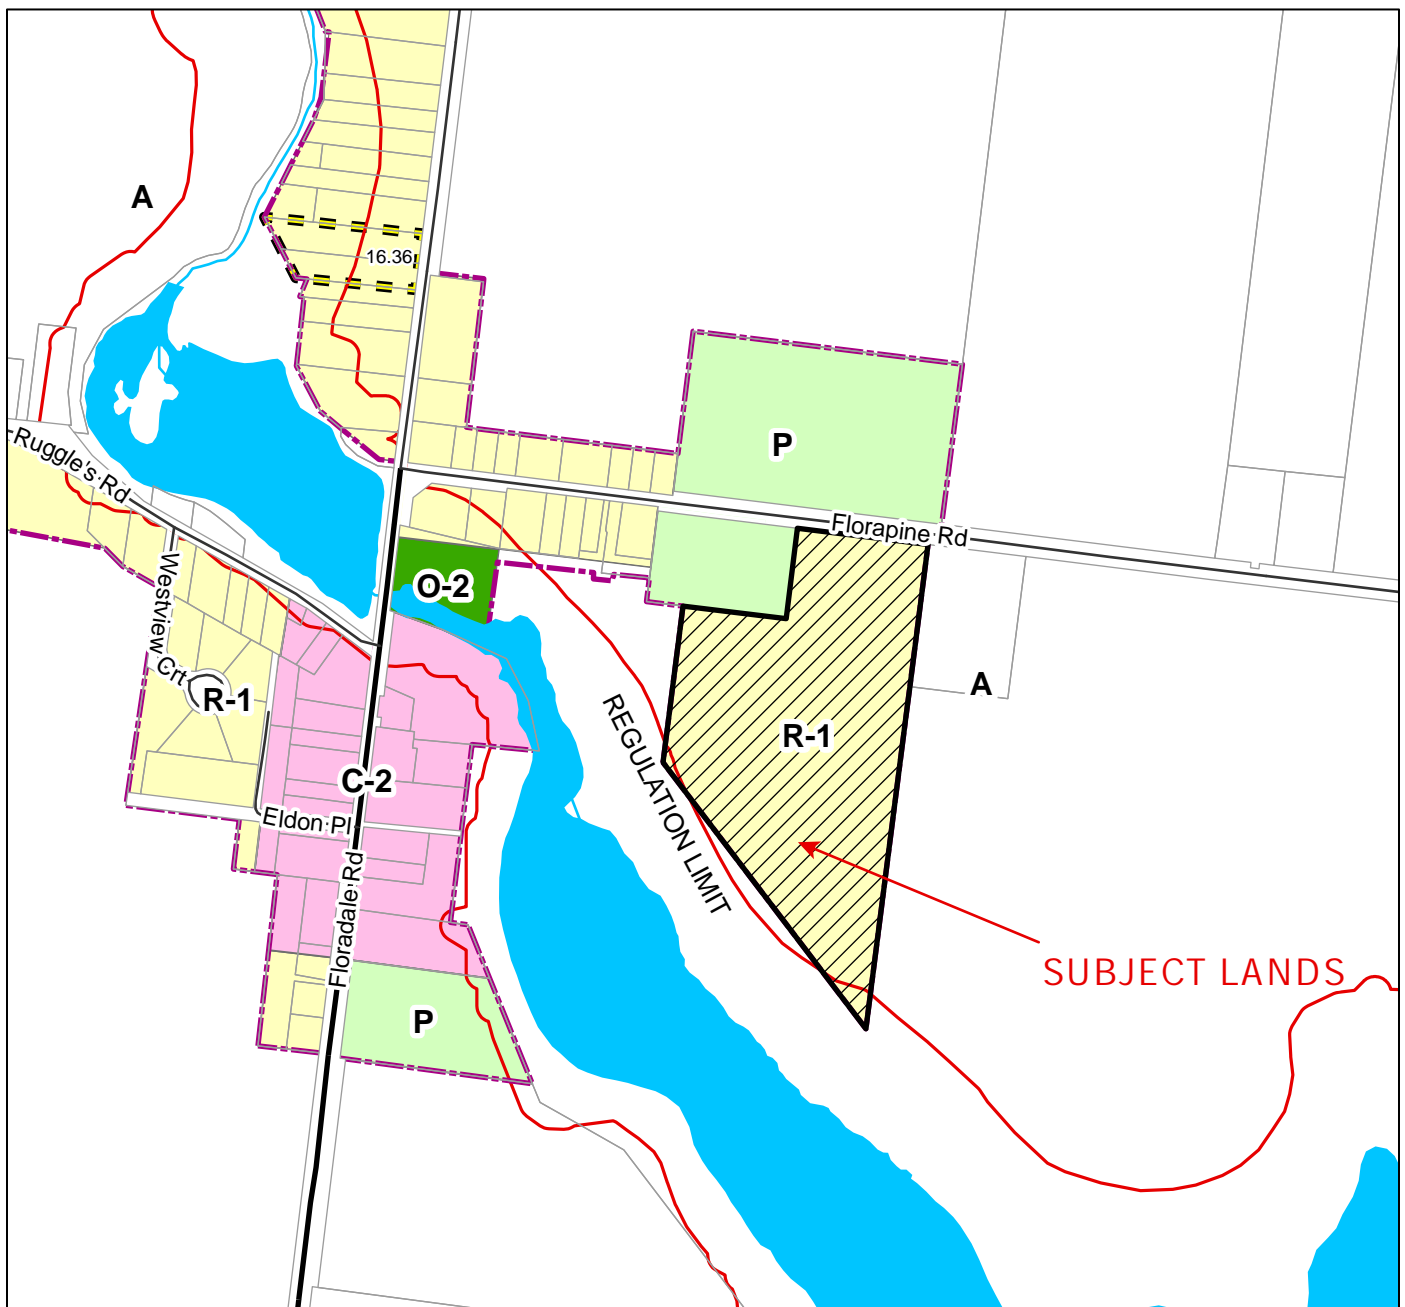 A
16.36
Ruggle's Rd
P
Florapine Rd
O-2
Westview Crt
R-1
A
REGULATION LIMIT
R-1
C-2
Eldon Pl
Floradale Rd
SUBJECT LANDS
P